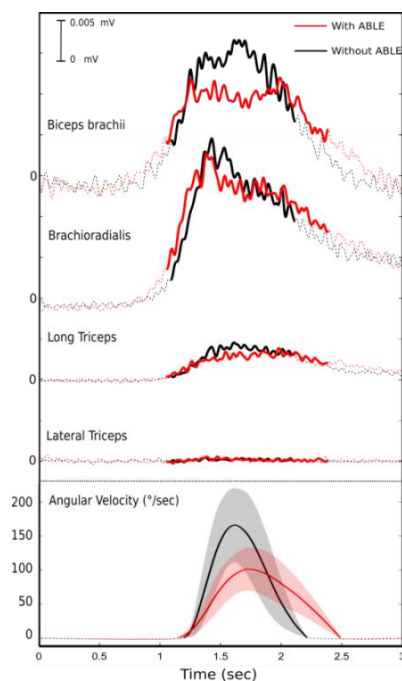 0.005 mV
With ABLE
0 mV
Without ABLE
Biceps brachii
0
Brachioradialis
0
Long Triceps
0
Lateral Triceps
0
Angular Velocity (°/sec)
200
150
100
50
0
0 0.5 1 1.5 2 2.5 3
Time (sec)